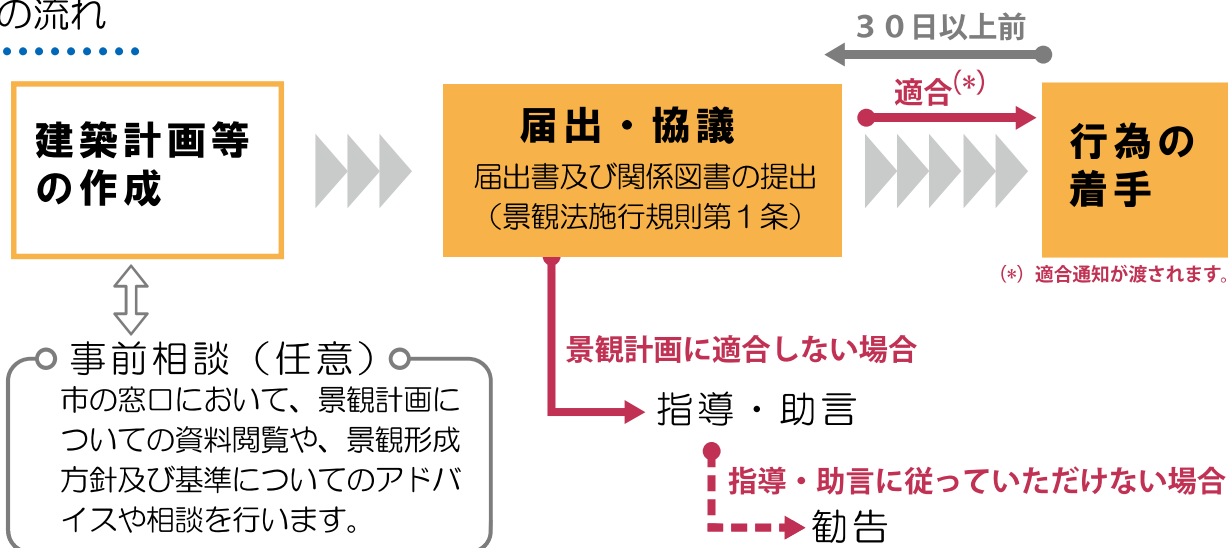 の流れ
３０日以上前
適合(*)
建築計画等
の作成
届出・協議
届出書及び関係図書の提出
（景観法施行規則第１条）
行為の
着手
（*）適合通知が渡されます。
事前相談（任意）
市の窓口において、景観計画に
ついての資料閲覧や、景観形成
方針及び基準についてのアドバ
イスや相談を行います。
景観計画に適合しない場合
指導・助言
指導・助言に従っていただけない場合
勧告